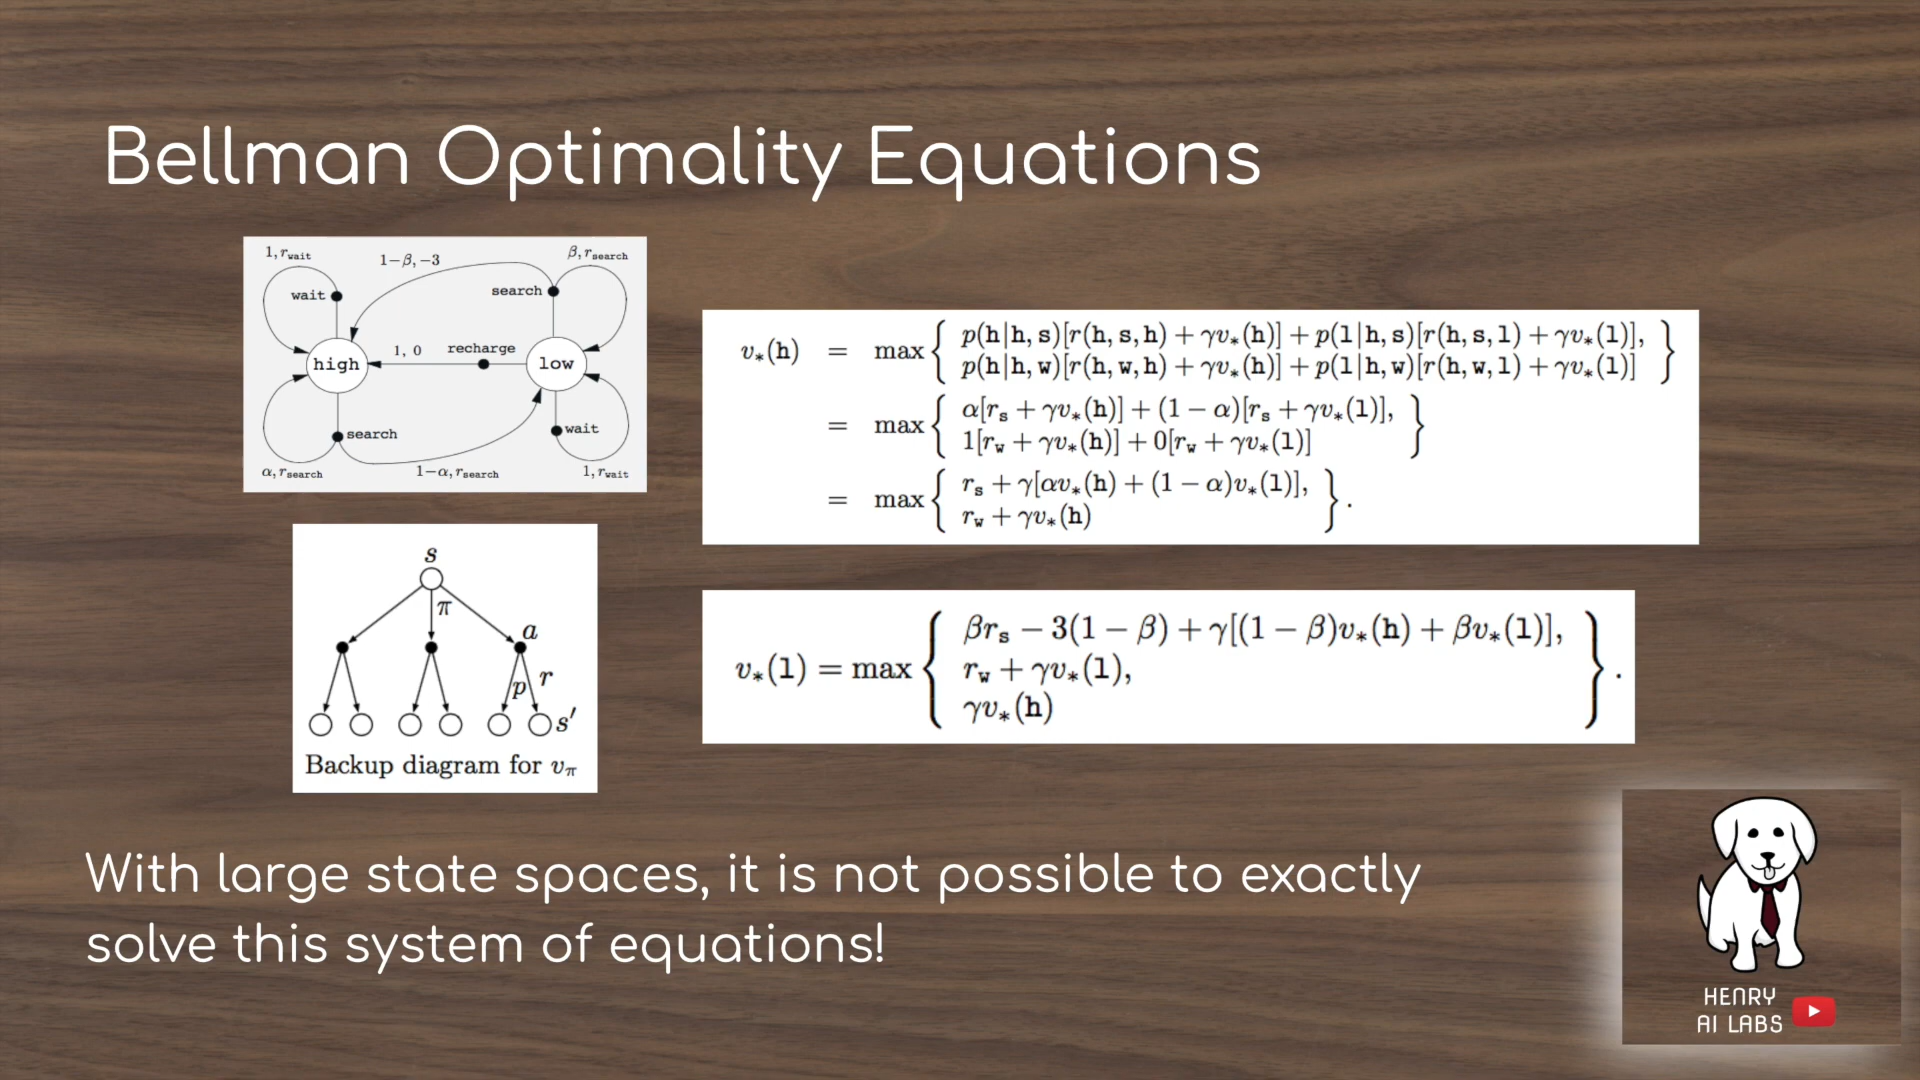 Bellman Optimality Equations
1, r_wait
1−β, −3
β, r_search
wait
search
high
1, 0
recharge
low
search
wait
α, r_search
1−α, r_search
1, r_wait
v_*(h) = max { p(h|h,s)[r(h,s,h) + γv_*(h)] + p(l|h,s)[r(h,s,l) + γv_*(l)],
p(h|h,w)[r(h,w,h) + γv_*(h)] + p(l|h,w)[r(h,w,l) + γv_*(l)] }
= max { α[r_s + γv_*(h)] + (1 − α)[r_s + γv_*(l)],
1[r_w + γv_*(h)] + 0[r_w + γv_*(l)] }
= max { r_s + γ[αv_*(h) + (1 − α)v_*(l)],
r_w + γv_*(h) } .
s
π
a
p
r
s′
Backup diagram for v_π
v_*(l) = max { βr_s − 3(1 − β) + γ[(1 − β)v_*(h) + βv_*(l)],
r_w + γv_*(l),
γv_*(h) } .
With large state spaces, it is not possible to exactly
solve this system of equations!
HENRY
AI LABS